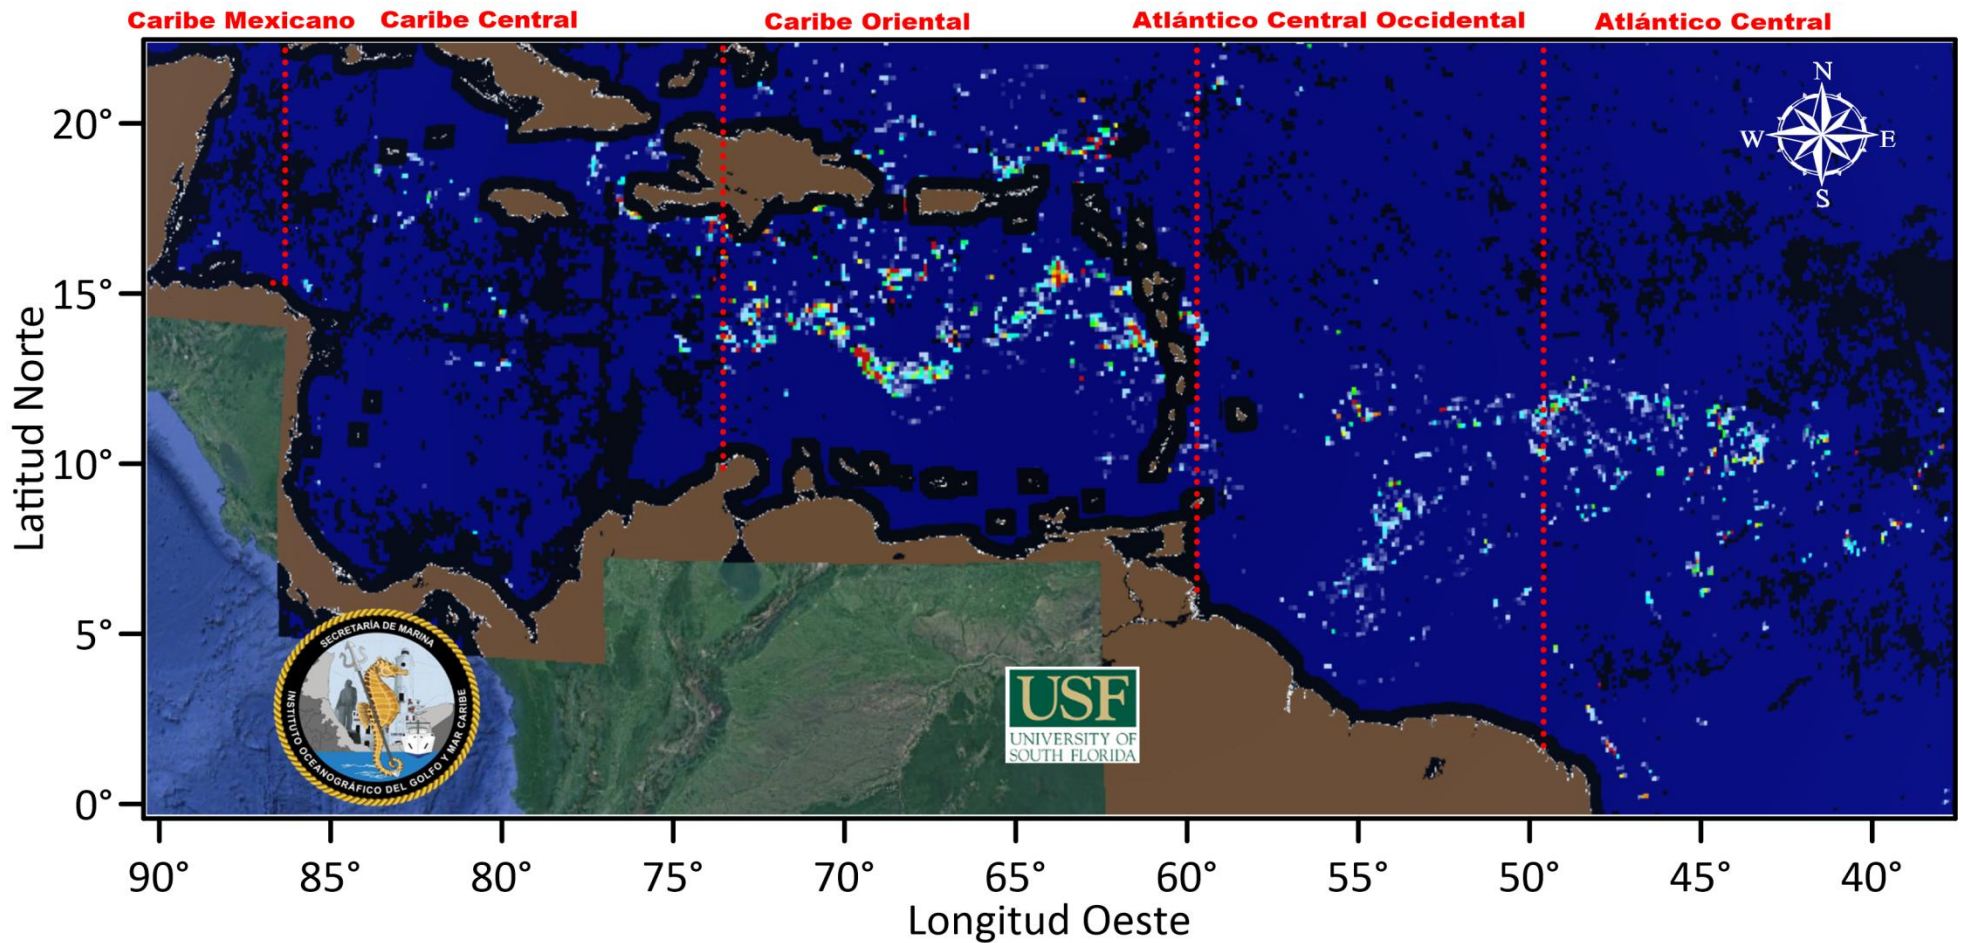 Caribe Mexicano
Caribe Central
Caribe Oriental
Atlántico Central Occidental
Atlántico Central
N
W
E
S
20°
15°
10°
5°
0°
Latitud Norte
SECRETARÍA DE MARINA
INSTITUTO OCEANOGRÁFICO DEL GOLFO Y MAR CARIBE
USF
UNIVERSITY OF
SOUTH FLORIDA
90°
85°
80°
75°
70°
65°
60°
55°
50°
45°
40°
Longitud Oeste